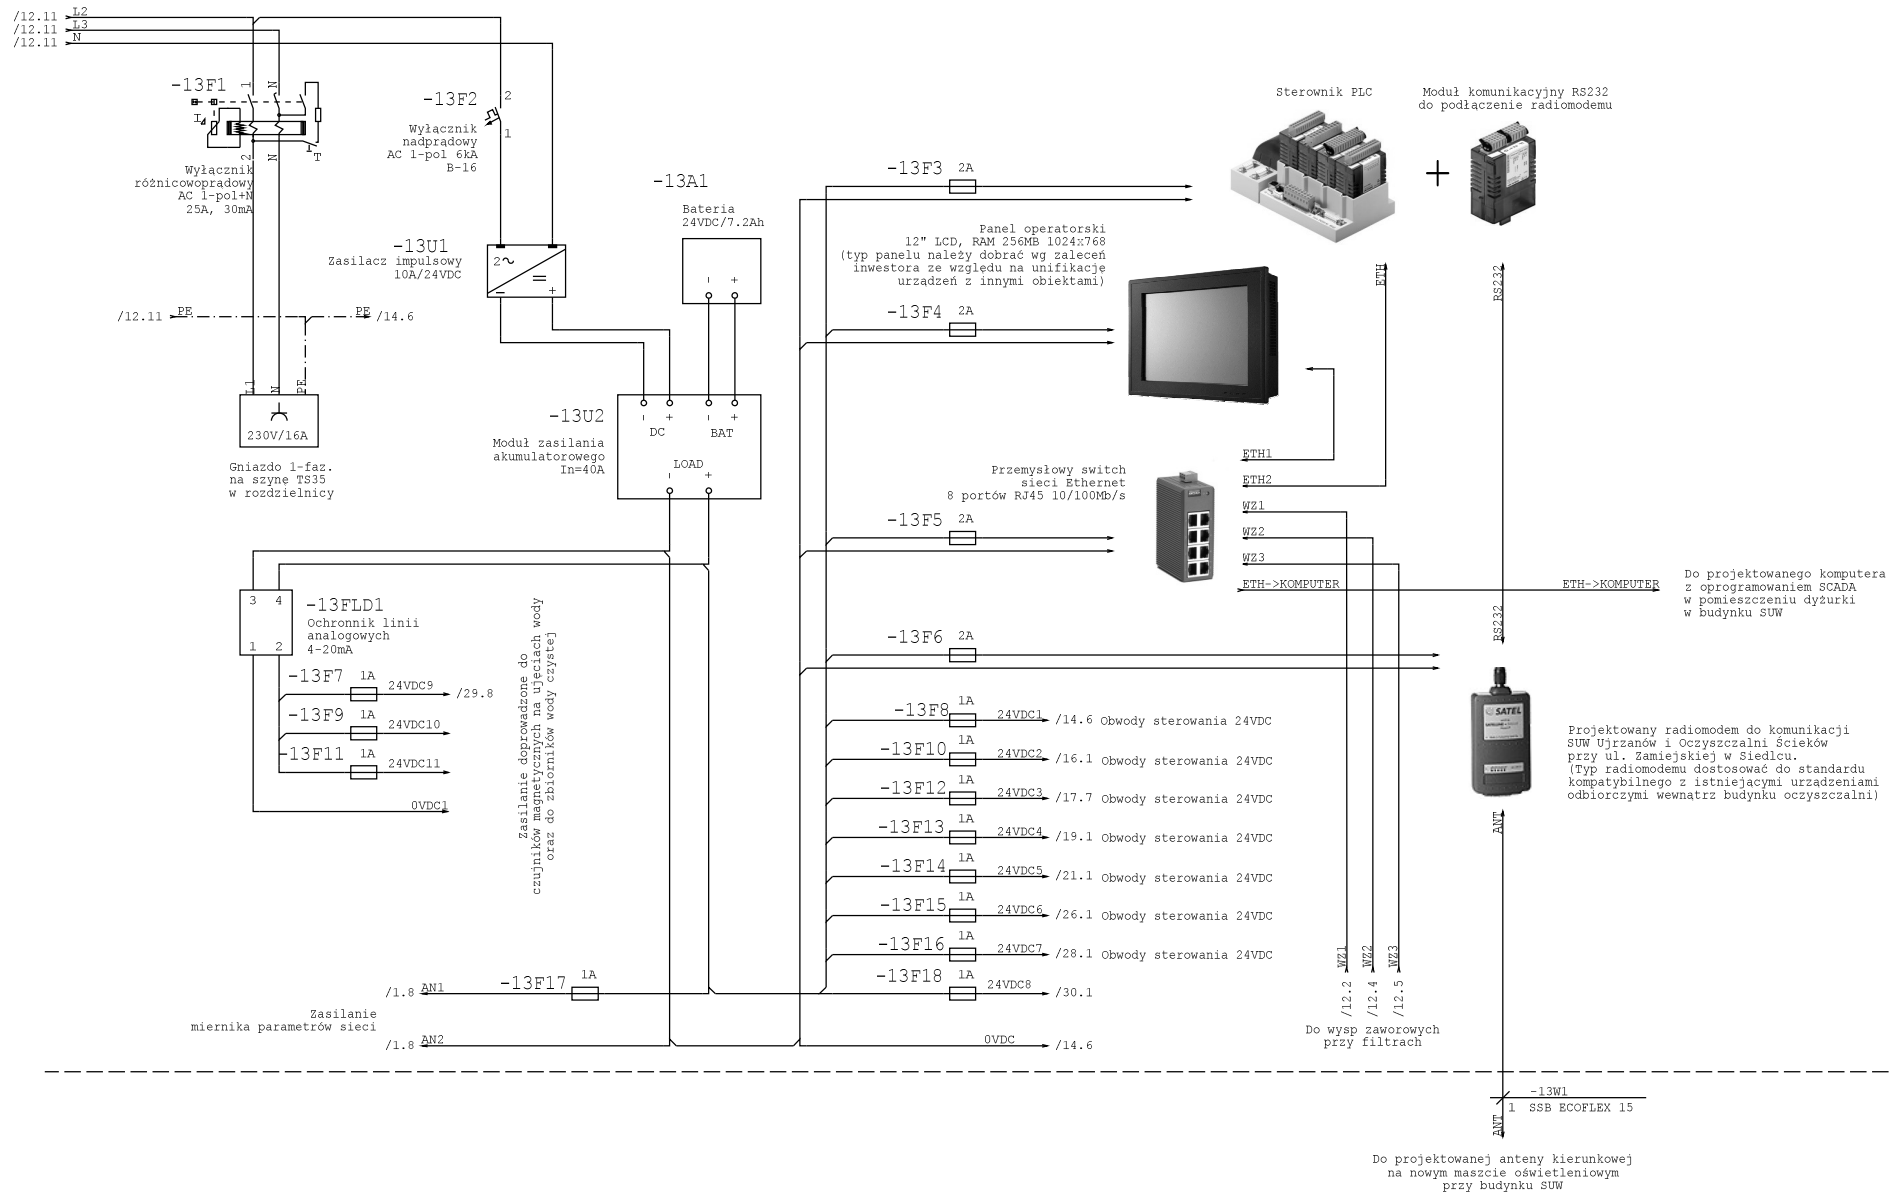 /12.11 L2
/12.11 L3
/12.11 N
-13F1
1 N
I
T
2 N
Wyłącznik
różnicowoprądowy
AC 1-pol+N
25A, 30mA
-13F2
2
1
Wyłącznik
nadprądowy
AC 1-pol 6kA
B-16
-13U1
Zasilacz impulsowy
10A/24VDC
2
- +
/12.11 PE
PE /14.6
L1 N PE
230V/16A
Gniazdo 1-faz.
na szynę TS35
w rozdzielnicy
-13A1
Bateria
24VDC/7.2Ah
- +
-13U2
Moduł zasilania
akumulatorowego
In=40A
- + - +
DC BAT
LOAD
- +
3 4
1 2
-13FLD1
Ochronnik linii
analogowych
4-20mA
-13F7 1A 24VDC9 /29.8
-13F9 1A 24VDC10
-13F11 1A 24VDC11
0VDC1
Zasilanie doprowadzone do
czujników magnetycznych na ujęciach wody
oraz do zbiorników wody czystej
/1.8 AN1 -13F17 1A
Zasilanie
miernika parametrów sieci
/1.8 AN2
-13F3 2A
Sterownik PLC
+
Moduł komunikacyjny RS232
do podłączenie radiomodemu
Panel operatorski
12" LCD, RAM 256MB 1024x768
(typ panelu należy dobrać wg zaleceń
inwestora ze względu na unifikację
urządzeń z innymi obiektami)
-13F4 2A
ETH
RS232
Przemysłowy switch
sieci Ethernet
8 portów RJ45 10/100Mb/s
-13F5 2A
ETH1
ETH2
WZ1
WZ2
WZ3
ETH->KOMPUTER
ETH->KOMPUTER
Do projektowanego komputera
z oprogramowaniem SCADA
w pomieszczeniu dyżurki
w budynku SUW
RS232
-13F6 2A
SATEL
Projektowany radiomodem do komunikacji
SUW Ujrzanów i Oczyszczalni Ścieków
przy ul. Zamiejskiej w Siedlcu.
(Typ radiomodemu dostosować do standardu
kompatybilnego z istniejącymi urządzeniami
odbiorczymi wewnątrz budynku oczyszczalni)
-13F8 1A 24VDC1 /14.6 Obwody sterowania 24VDC
-13F10 1A 24VDC2 /16.1 Obwody sterowania 24VDC
-13F12 1A 24VDC3 /17.7 Obwody sterowania 24VDC
-13F13 1A 24VDC4 /19.1 Obwody sterowania 24VDC
-13F14 1A 24VDC5 /21.1 Obwody sterowania 24VDC
-13F15 1A 24VDC6 /26.1 Obwody sterowania 24VDC
-13F16 1A 24VDC7 /28.1 Obwody sterowania 24VDC
-13F18 1A 24VDC8 /30.1
0VDC /14.6
WZ1 WZ2 WZ3
/12.2 /12.4 /12.5
Do wysp zaworowych
przy filtrach
ANT
-13W1
1 SSB ECOFLEX 15
ANT
Do projektowanej anteny kierunkowej
na nowym maszcie oświetleniowym
przy budynku SUW